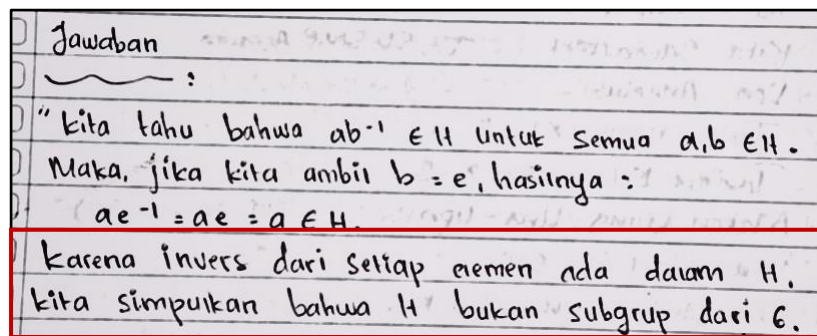 Jawaban
:
"kita tahu bahwa ab⁻¹ ∈ H untuk semua a,b ∈ H.
Maka, jika kita ambil b = e, hasilnya :
ae⁻¹ = ae = a ∈ H.
Karena invers dari setiap elemen ada dalam H.
kita simpulkan bahwa H bukan subgrup dari G.